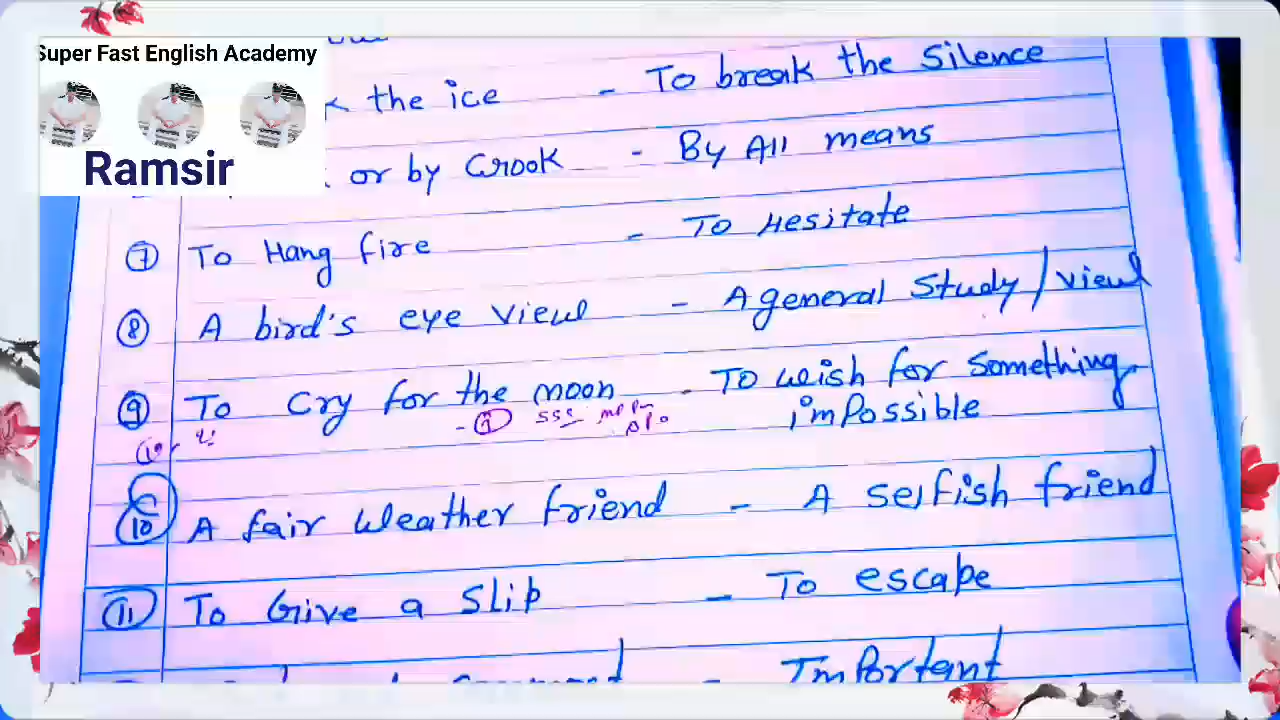 Super Fast English Academy
Ramsir
the ice - To break the Silence
or by Crook - By All means
7 To Hang fire - To Hesitate
8 A bird's eye view - A general Study/view
9 To Cry for the moon - To wish for Something
impossible
10 A fair weather friend - A selfish friend
11 To Give a Slip - To escape
Important